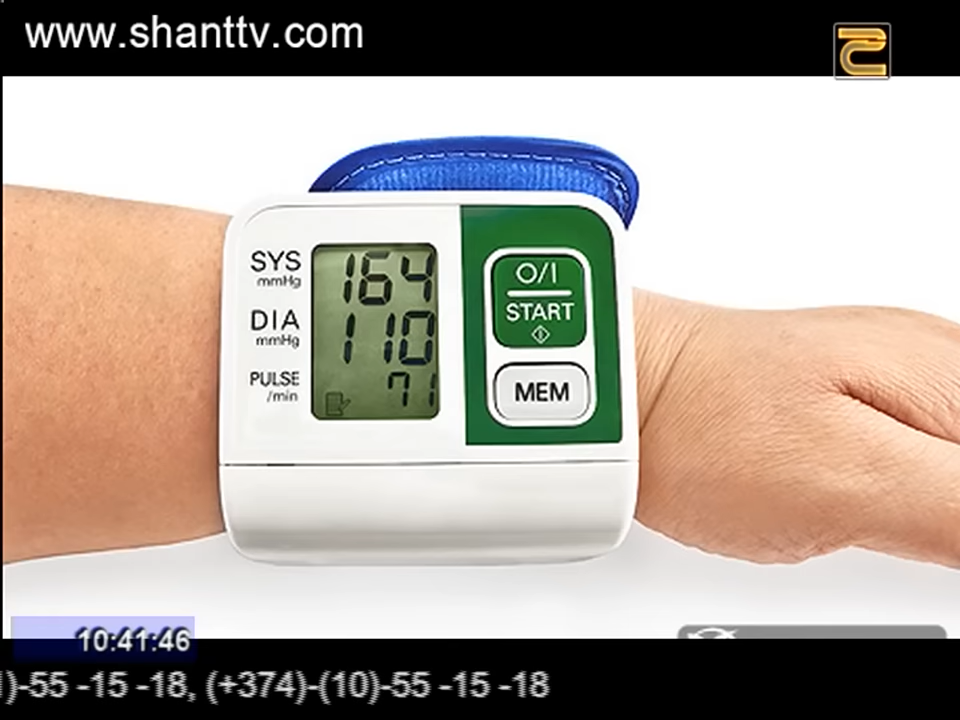 www.shanttv.com
SYS
mmHg
164
DIA
mmHg
110
PULSE
/min
71
O/I
START
MEM
10:41:46
)-55 -15 -18, (+374)-(10)-55 -15 -18